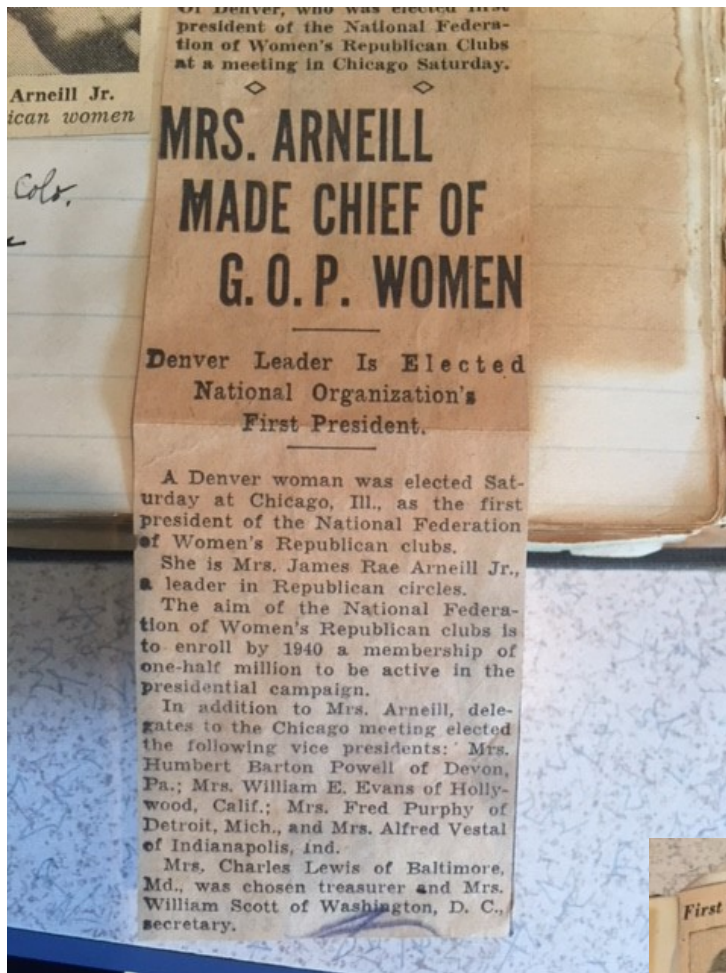 Of Denver, who was elected first
president of the National Federa-
tion of Women's Republican Clubs
at a meeting in Chicago Saturday.
Arneill Jr.
ican women
Colo.
MRS. ARNEILL
MADE CHIEF OF
G. O. P. WOMEN
Denver Leader Is Elected
National Organization's
First President.
A Denver woman was elected Sat-
urday at Chicago, Ill., as the first
president of the National Federation
of Women's Republican clubs.
She is Mrs. James Rae Arneill Jr.,
a leader in Republican circles.
The aim of the National Federa-
tion of Women's Republican clubs is
to enroll by 1940 a membership of
one-half million to be active in the
presidential campaign.
In addition to Mrs. Arneill, dele-
gates to the Chicago meeting elected
the following vice presidents: Mrs.
Humbert Barton Powell of Devon,
Pa.; Mrs. William E. Evans of Holly-
wood, Calif.; Mrs. Fred Purphy of
Detroit, Mich., and Mrs. Alfred Vestal
of Indianapolis, Ind.
Mrs. Charles Lewis of Baltimore,
Md., was chosen treasurer and Mrs.
William Scott of Washington, D. C.,
secretary.
First